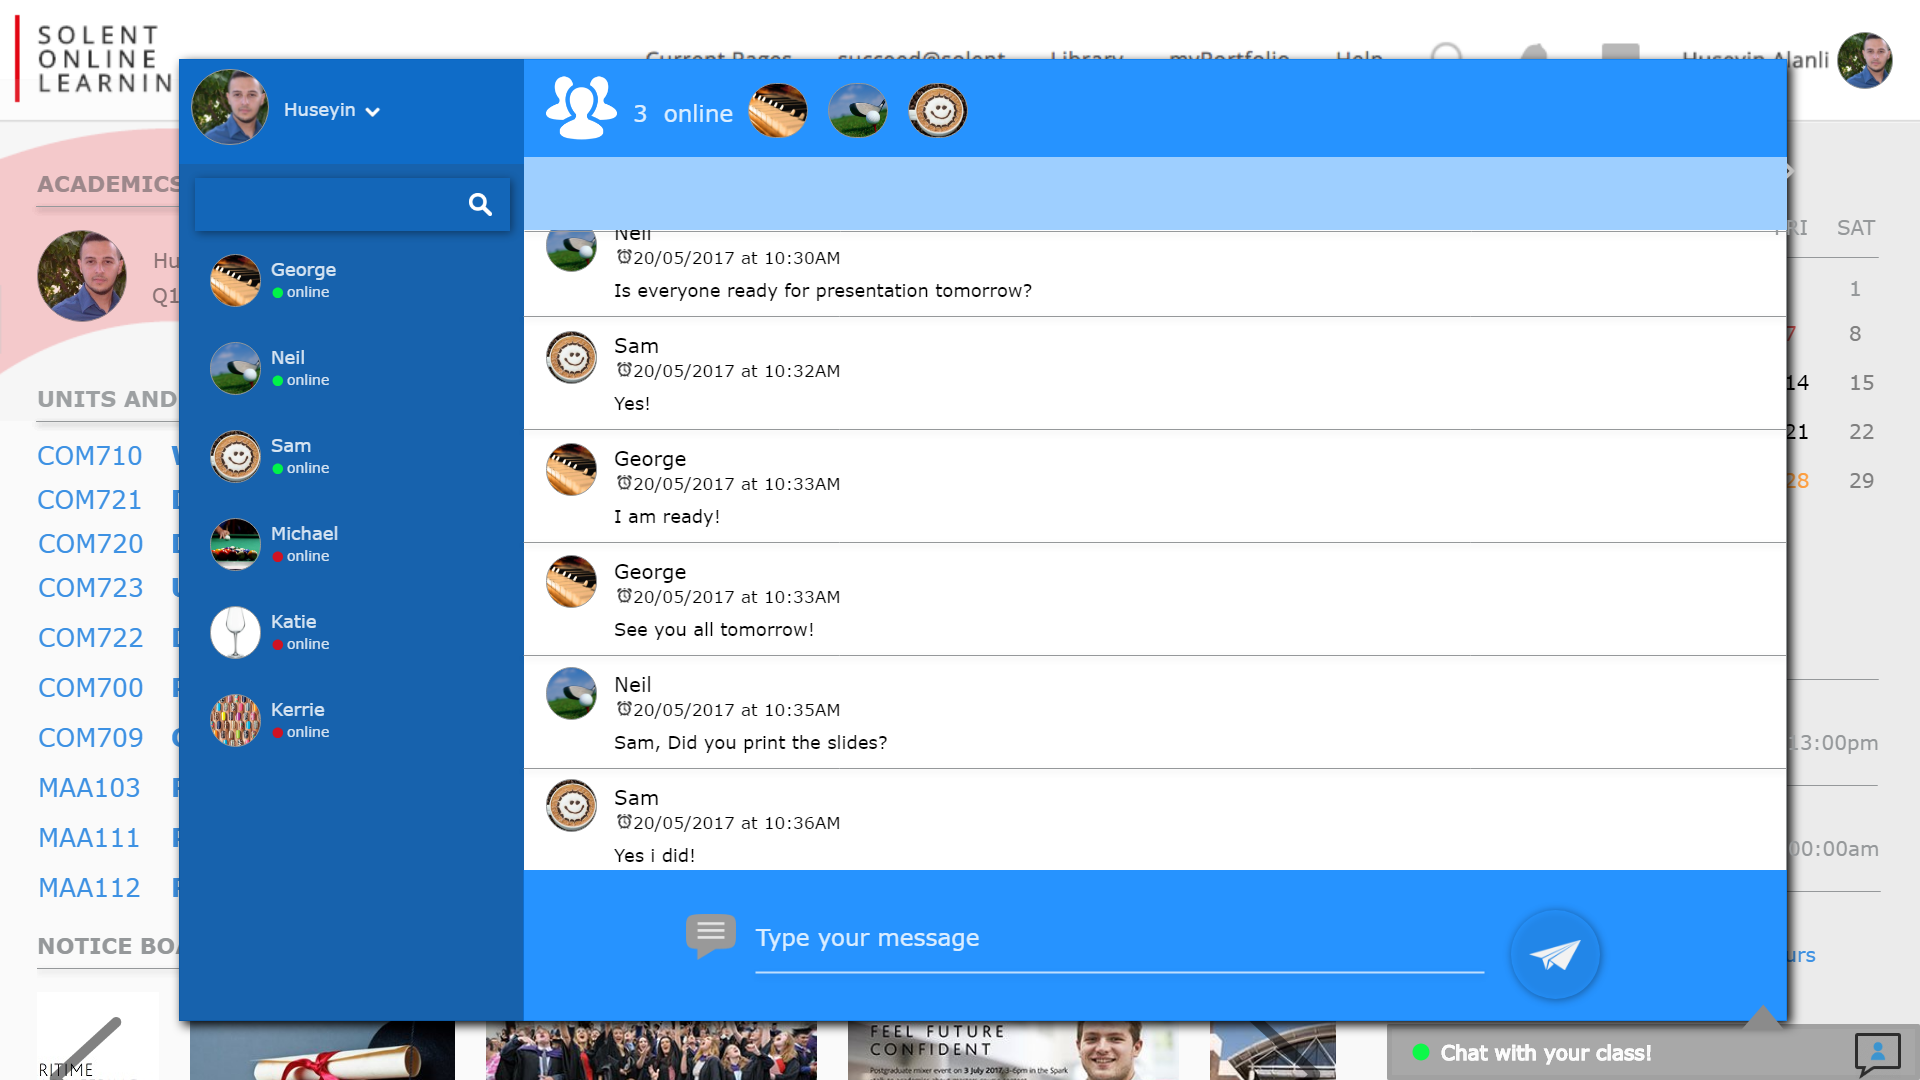 SOLENT
ONLINE
LEARNIN
Current Pages
succeed@solent
Library
myPortfolio
Help
Huseyin Alanli
Huseyin
3 online
ACADEMICS
Hu
Q1
UNITS AND
COM710
COM721
COM720
COM723
COM722
COM700
COM709
MAA103
MAA111
MAA112
NOTICE BOA
George
online
Neil
online
Sam
online
Michael
online
Katie
online
Kerrie
online
Neil
20/05/2017 at 10:30AM
Is everyone ready for presentation tomorrow?
Sam
20/05/2017 at 10:32AM
Yes!
George
20/05/2017 at 10:33AM
I am ready!
George
20/05/2017 at 10:33AM
See you all tomorrow!
Neil
20/05/2017 at 10:35AM
Sam, Did you print the slides?
Sam
20/05/2017 at 10:36AM
Yes i did!
Type your message
RI SAT
1
7 8
14 15
21 22
28 29
13:00pm
00:00am
urs
RITIME
FEEL FUTURE
CONFIDENT
Postgraduate mixer event on 3 July 2017 3-6pm in the Spark
Chat with your class!